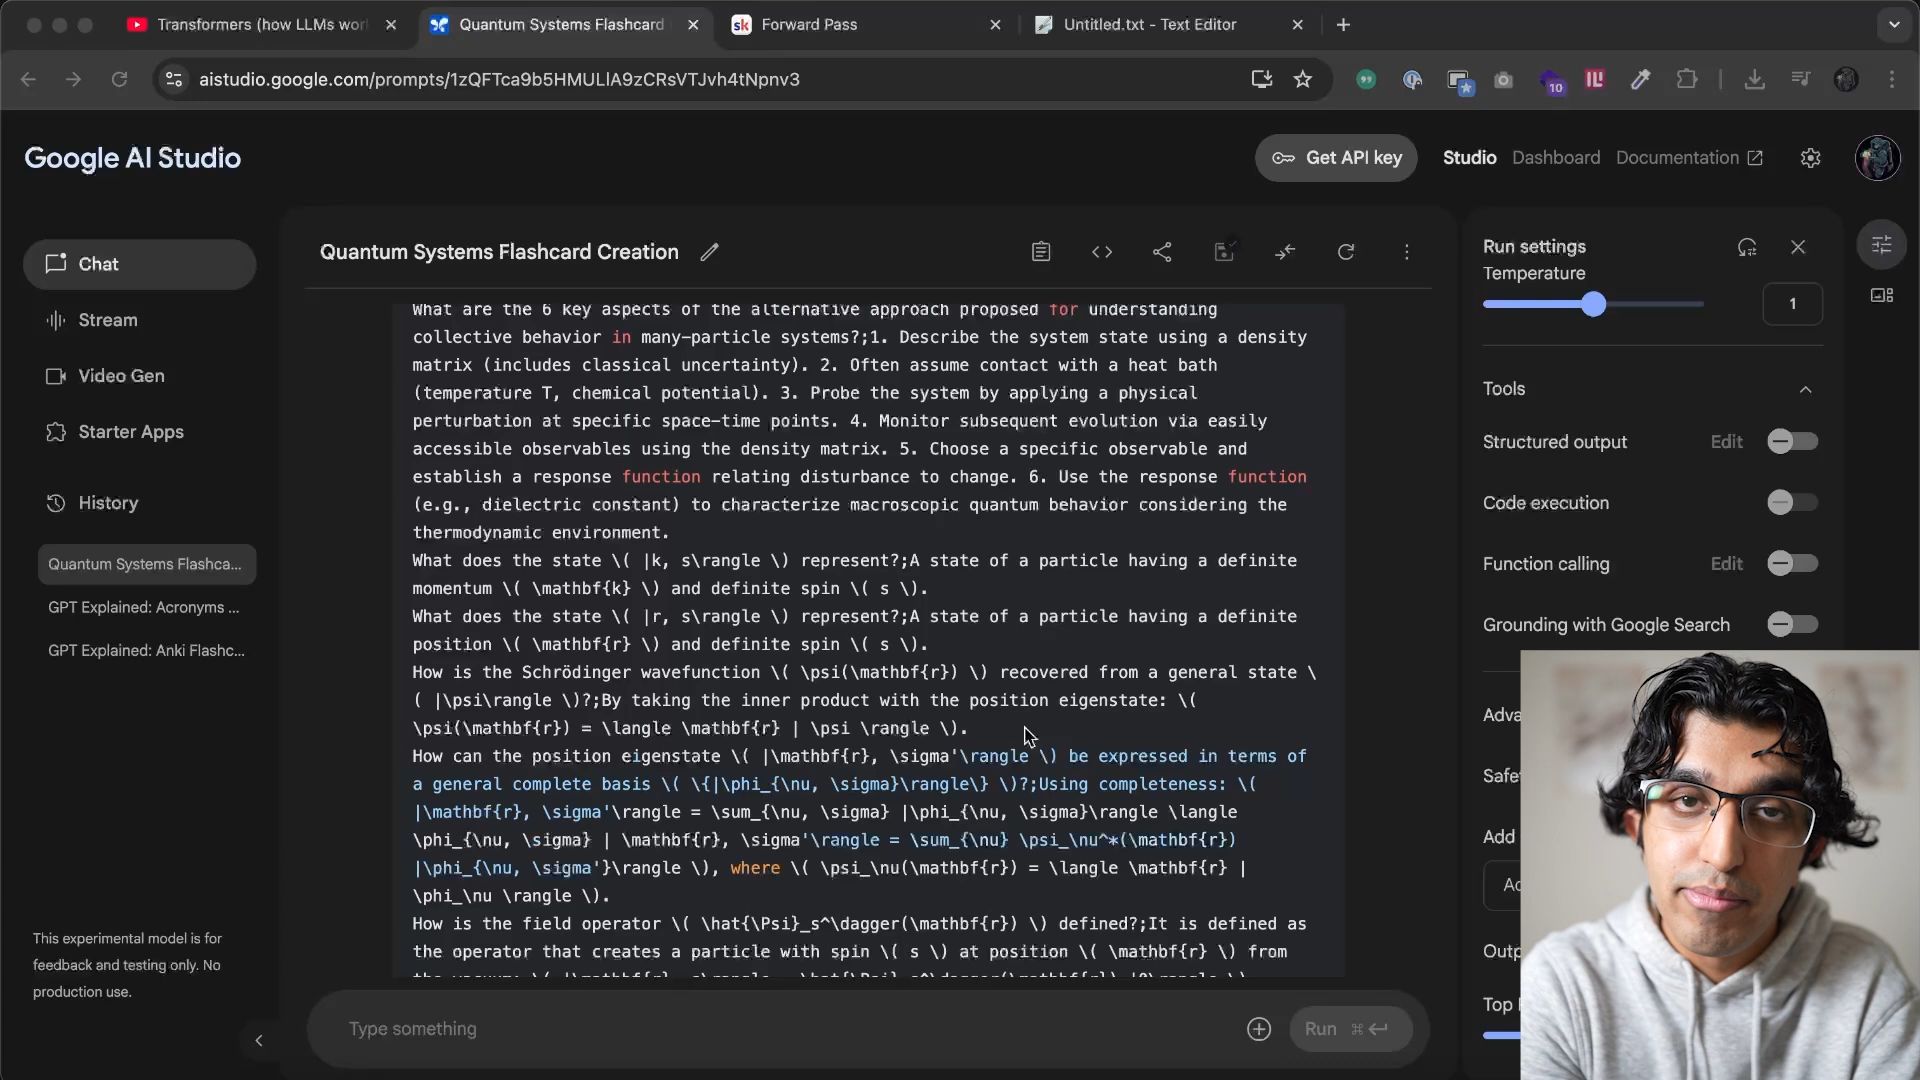 Transformers (how LLMs wor
Quantum Systems Flashcard
Forward Pass
Untitled.txt - Text Editor
aistudio.google.com/prompts/1zQFTca9b5HMULlA9zCRsVTJvh4tNpnv3
10
Google AI Studio
Get API key
Studio
Dashboard
Documentation
Chat
Stream
Video Gen
Starter Apps
History
Quantum Systems Flashca...
GPT Explained: Acronyms ...
GPT Explained: Anki Flashc...
This experimental model is for
feedback and testing only. No
production use.
Quantum Systems Flashcard Creation
What are the 6 key aspects of the alternative approach proposed for understanding
collective behavior in many-particle systems?;1. Describe the system state using a density
matrix (includes classical uncertainty). 2. Often assume contact with a heat bath
(temperature T, chemical potential). 3. Probe the system by applying a physical
perturbation at specific space-time points. 4. Monitor subsequent evolution via easily
accessible observables using the density matrix. 5. Choose a specific observable and
establish a response function relating disturbance to change. 6. Use the response function
(e.g., dielectric constant) to characterize macroscopic quantum behavior considering the
thermodynamic environment.
What does the state \( |k, s\rangle \) represent?;A state of a particle having a definite
momentum \( \mathbf{k} \) and definite spin \( s \).
What does the state \( |r, s\rangle \) represent?;A state of a particle having a definite
position \( \mathbf{r} \) and definite spin \( s \).
How is the Schrödinger wavefunction \( \psi(\mathbf{r}) \) recovered from a general state \
( |\psi\rangle \)?;By taking the inner product with the position eigenstate: \(
\psi(\mathbf{r}) = \langle \mathbf{r} | \psi \rangle \).
How can the position eigenstate \( |\mathbf{r}, \sigma'\rangle \) be expressed in terms of
a general complete basis \( \{|\phi_{\nu, \sigma}\rangle\} \)?;Using completeness: \(
|\mathbf{r}, \sigma'\rangle = \sum_{\nu, \sigma} |\phi_{\nu, \sigma}\rangle \langle
\phi_{\nu, \sigma} | \mathbf{r}, \sigma'\rangle = \sum_{\nu} \psi_\nu^*(\mathbf{r})
|\phi_{\nu, \sigma'}\rangle \), where \( \psi_\nu(\mathbf{r}) = \langle \mathbf{r} |
\phi_\nu \rangle \).
How is the field operator \( \hat{\Psi}_s^\dagger(\mathbf{r}) \) defined?;It is defined as
the operator that creates a particle with spin \( s \) at position \( \mathbf{r} \) from
Type something
Run
Run settings
Temperature
1
Tools
Structured output
Edit
Code execution
Function calling
Edit
Grounding with Google Search
Adva
Safe
Add
Outp
Top